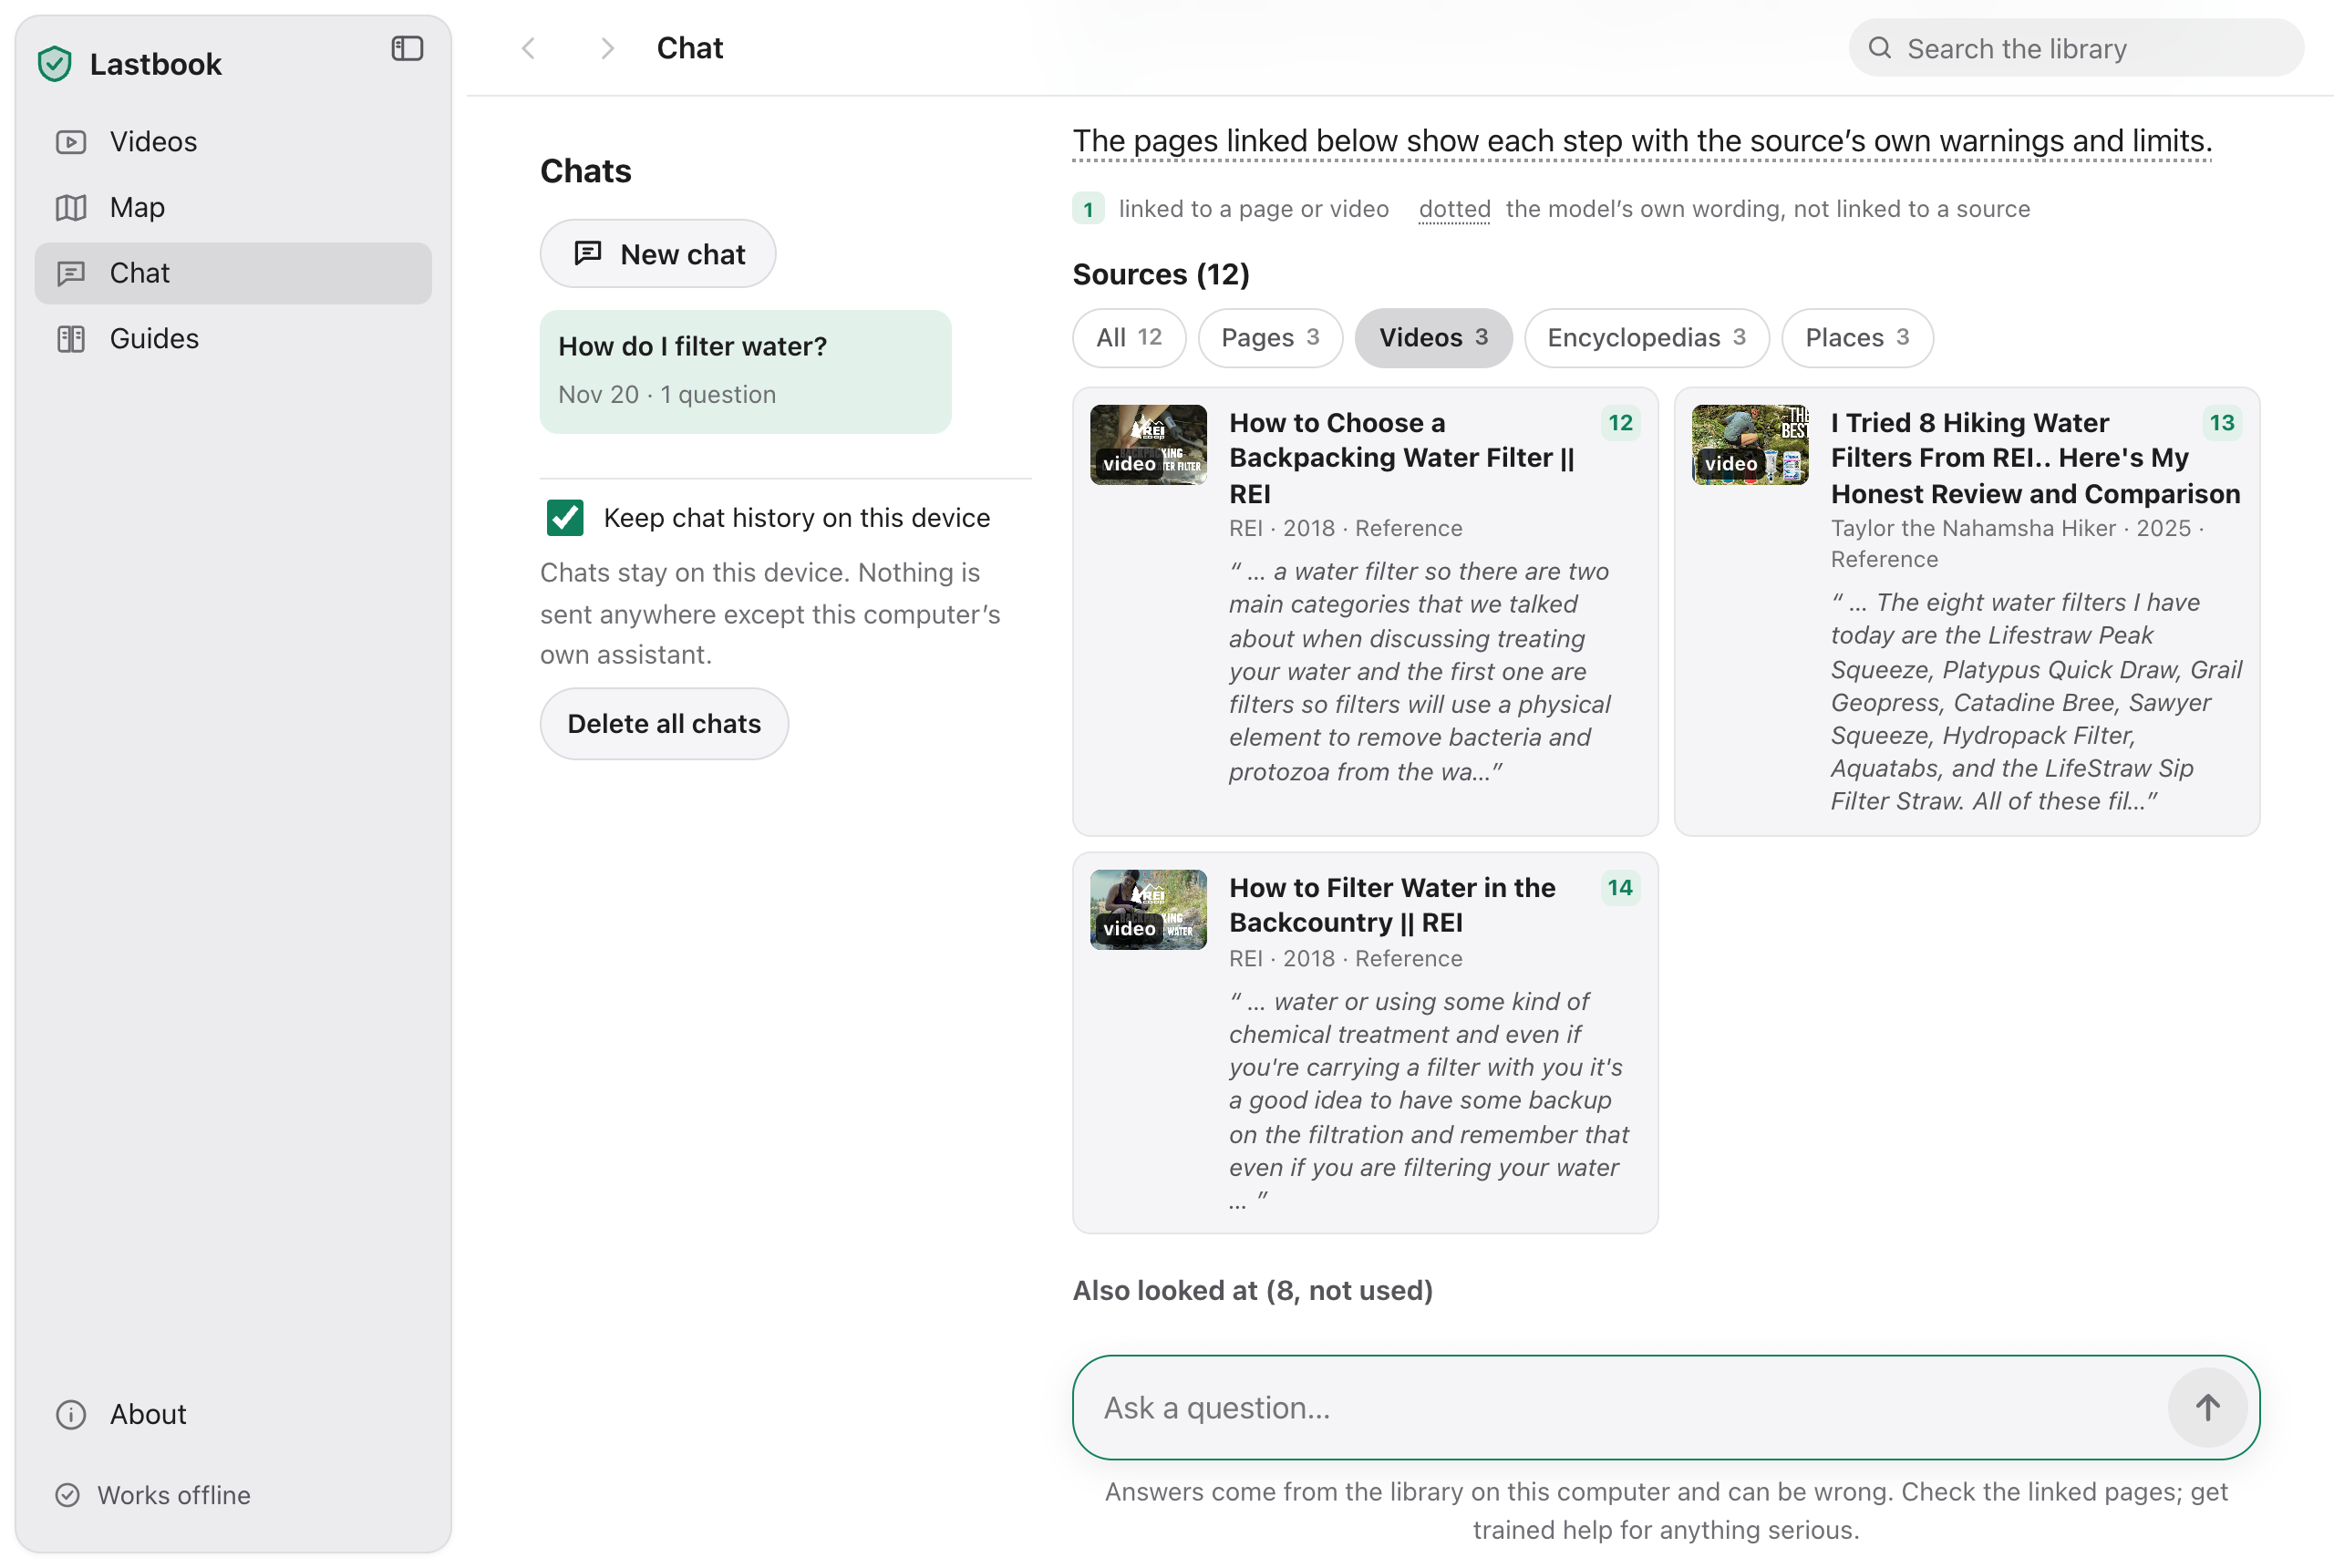 Lastbook
Videos
Map
Chat
Guides
About
Works offline
Chat
Search the library
Chats
New chat
How do I filter water?
Nov 20 · 1 question
Keep chat history on this device
Chats stay on this device. Nothing is
sent anywhere except this computer’s
own assistant.
Delete all chats
The pages linked below show each step with the source’s own warnings and limits.
1 linked to a page or video dotted the model’s own wording, not linked to a source
Sources (12)
All 12 Pages 3 Videos 3 Encyclopedias 3 Places 3
REI
co·op
KING
TER FILTER
video
How to Choose a
Backpacking Water Filter ||
REI
12
REI · 2018 · Reference
“ ... a water filter so there are two
main categories that we talked
about when discussing treating
your water and the first one are
filters so filters will use a physical
element to remove bacteria and
protozoa from the wa...”
THE
BEST
video
I Tried 8 Hiking Water
Filters From REI.. Here's My
Honest Review and Comparison
13
Taylor the Nahamsha Hiker · 2025 ·
Reference
“ ... The eight water filters I have
today are the Lifestraw Peak
Squeeze, Platypus Quick Draw, Grail
Geopress, Catadine Bree, Sawyer
Squeeze, Hydropack Filter,
Aquatabs, and the LifeStraw Sip
Filter Straw. All of these fil...”
REI
co·op
KING
WATER
video
How to Filter Water in the
Backcountry || REI
14
REI · 2018 · Reference
“ ... water or using some kind of
chemical treatment and even if
you're carrying a filter with you it's
a good idea to have some backup
on the filtration and remember that
even if you are filtering your water
... ”
Also looked at (8, not used)
Ask a question...
Answers come from the library on this computer and can be wrong. Check the linked pages; get
trained help for anything serious.